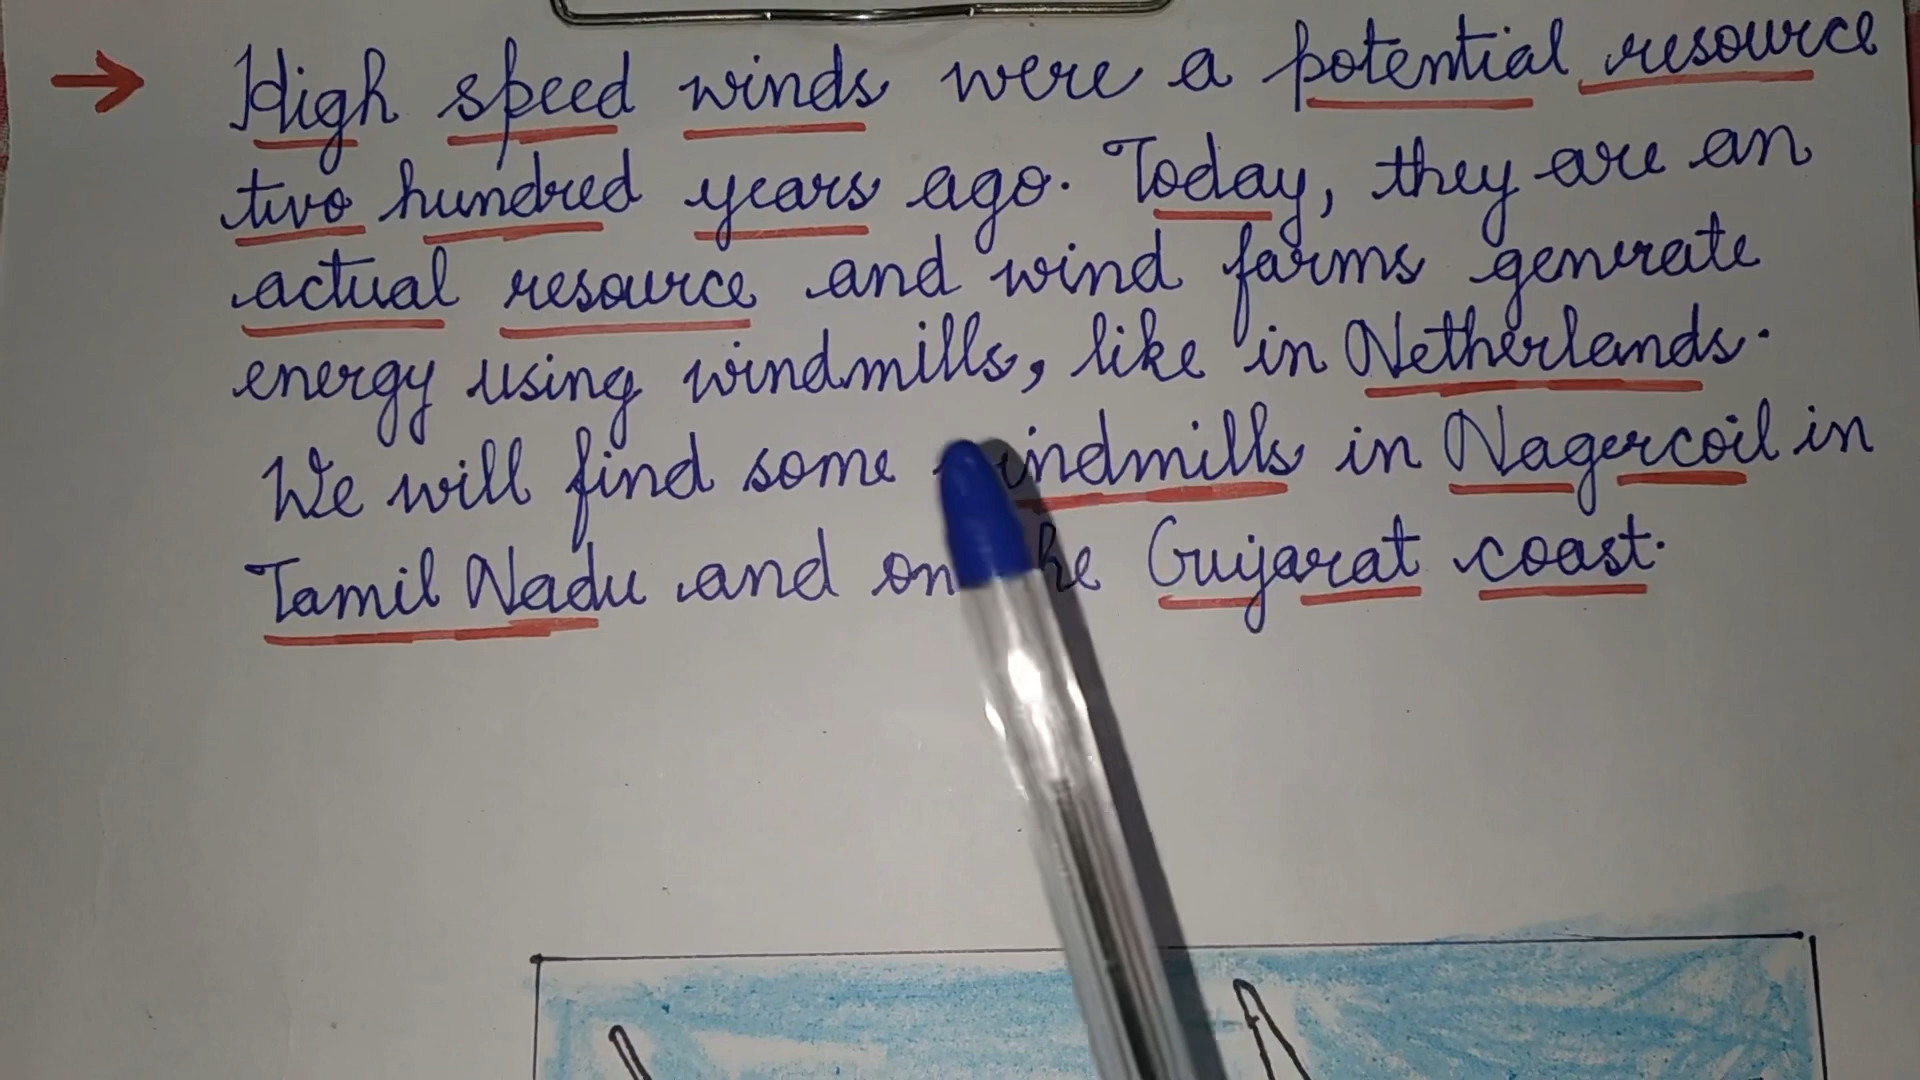 → High speed winds were a potential resource
two hundred years ago. Today, they are an
actual resource and wind farms generate
energy using windmills, like in Netherlands.
We will find some windmills in Nagercoil in
Tamil Nadu and on the Gujarat coast.